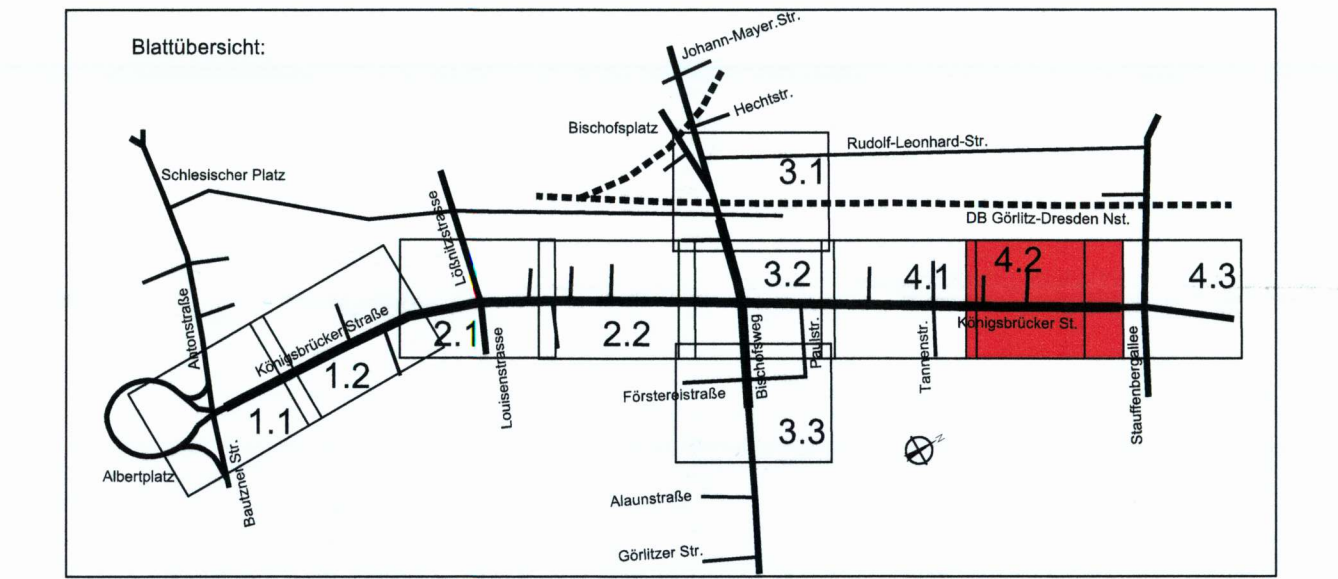 Blattübersicht:
Johann-Mayer.Str.
Hechtstr.
Bischofsplatz
Rudolf-Leonhard-Str.
3.1
Schlesischer Platz
Lößnitzstrasse
DB Görlitz-Dresden Nst.
3.2
4.1
4.2
4.3
Antonstraße
Königsbrücker Straße
2.1
2.2
Königsbrücker St.
1.2
1.1
Louisenstrasse
Bischofsweg
Paulstr.
Tannenstr.
Stauffenbergallee
Förstereistraße
3.3
N
Albertplatz
Bautzner Str.
Alaunstraße
Görlitzer Str.